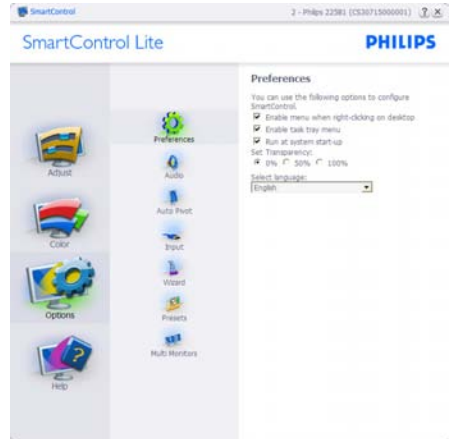 SmartControl
2 - Philips 225B1 (CS30715000001)
? X
SmartControl Lite
PHILIPS
Adjust
Color
Options
Help
Preferences
Audio
Auto Pivot
Input
Wizard
Presets
Multi Monitors
Preferences
You can use the following options to configure
SmartControl.
Enable menu when right-clicking on desktop
Enable task tray menu
Run at system start-up
Set Transparency:
0% 50% 100%
Select language:
English